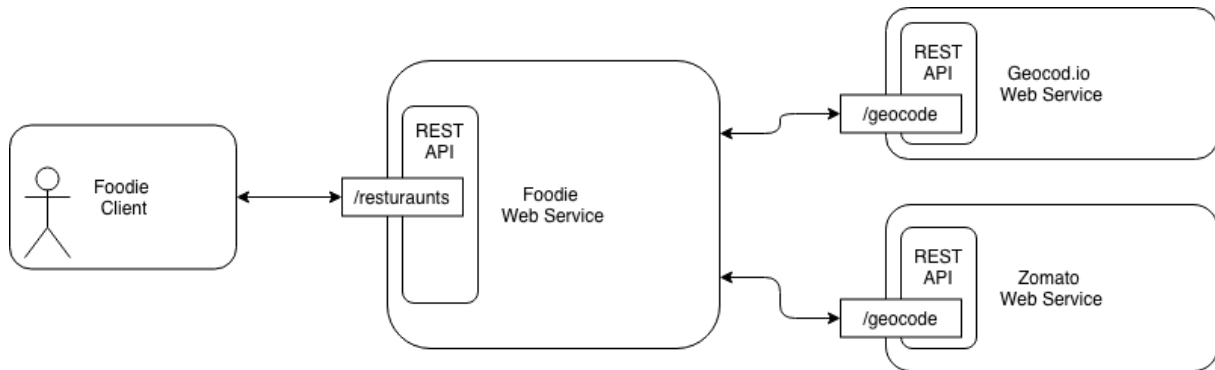 Foodie
Client
REST
API
/resturaunts
Foodie
Web Service
REST
API
/geocode
Geocod.io
Web Service
REST
API
/geocode
Zomato
Web Service